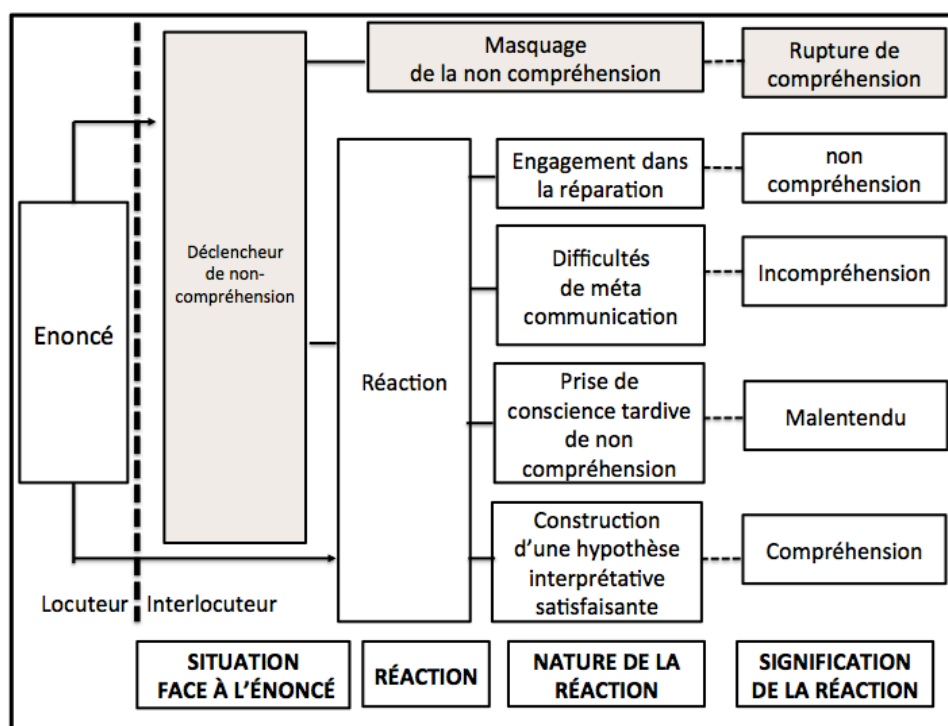 Masquage
de la non compréhension
Rupture de
compréhension
Engagement dans
la réparation
non
compréhension
Déclencheur
de non-
compréhension
Difficultés
de méta
communication
Incompréhension
Enoncé
Réaction
Prise de
conscience tardive
de non
compréhension
Malentendu
Construction
d'une hypothèse
interprétative
satisfaisante
Compréhension
Locuteur
Interlocuteur
SITUATION
FACE À L'ÉNONCÉ
RÉACTION
NATURE DE LA
RÉACTION
SIGNIFICATION
DE LA RÉACTION